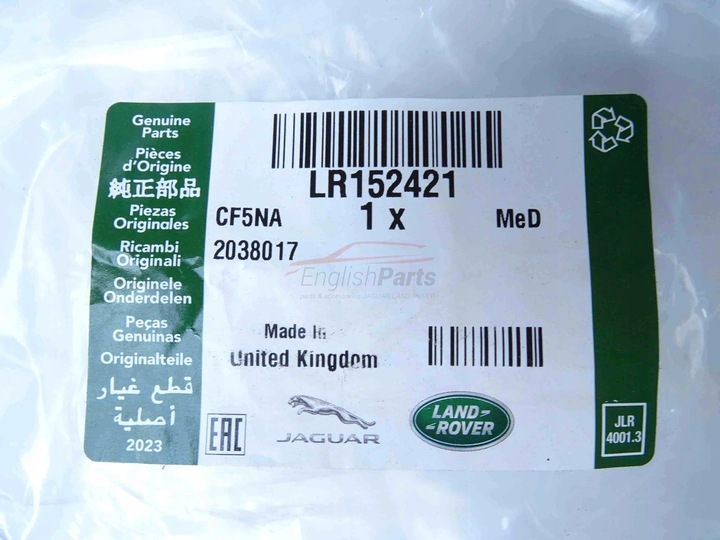 Genuine
Parts
Pièces
d'Origine
純正部品
Piezas
Originales
Ricambi
Originali
Originele
Onderdelen
Peças
Genuinas
Originalteile
قطع غيار
أصلية
2023
LR152421
CF5NA
1 x
MeD
2038017
EnglishParts
Made In
United Kingdom
EAC
JAGUAR
LAND
ROVER
JLR
4001.3